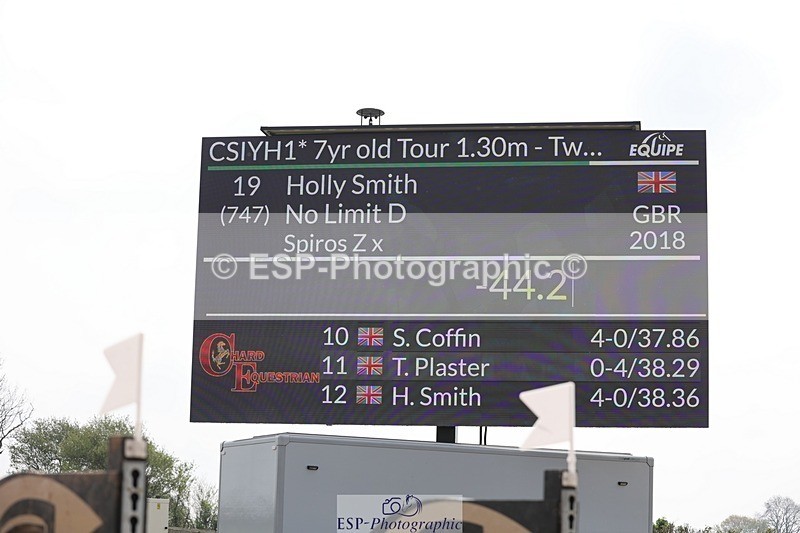 CSIYH1* 7yr old Tour 1.30m - Tw... EQUIPE
19 Holly Smith
(747) No Limit D GBR
Spiros Z x 2018
© ESP-Photographic ©
-44.2
10 S. Coffin 4-0/37.86
CHARD EQUESTRIAN
11 T. Plaster 0-4/38.29
12 H. Smith 4-0/38.36
ESP-Photographic